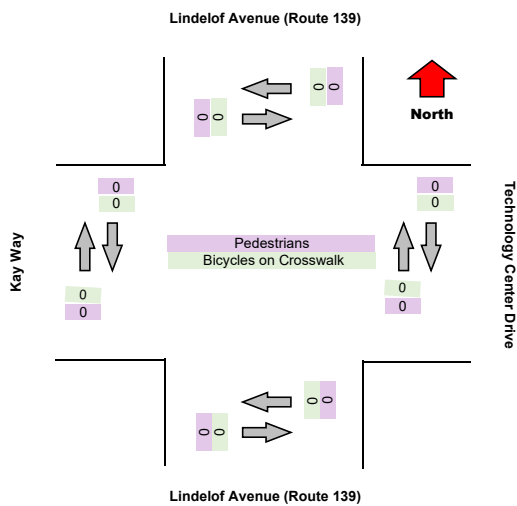 Lindelof Avenue (Route 139)
0 0
0 0
North
0
0
0
0
Kay Way
Technology Center Drive
Pedestrians
Bicycles on Crosswalk
0
0
0
0
0 0
0 0
Lindelof Avenue (Route 139)